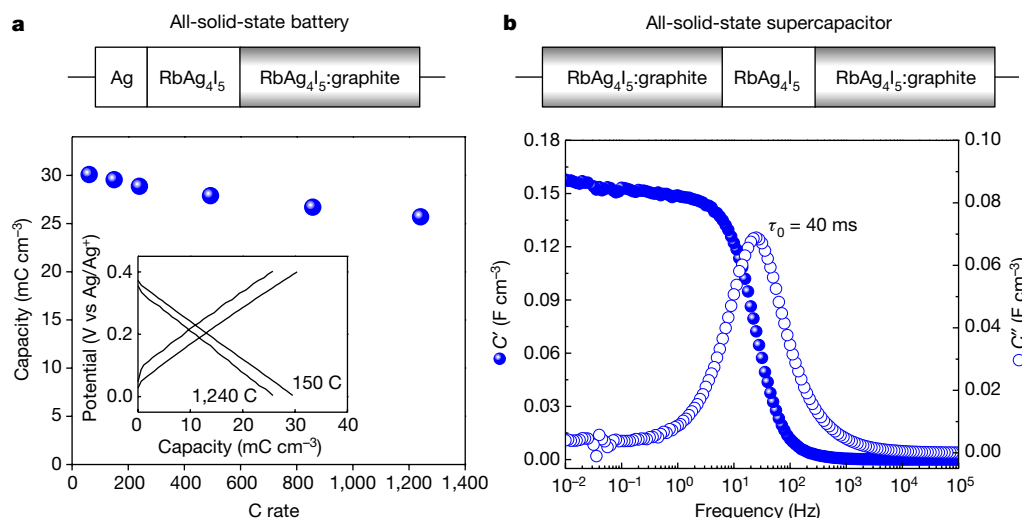 a
All-solid-state battery
Ag
RbAg₄I₅
RbAg₄I₅:graphite
Capacity (mC cm⁻³)
30
25
20
15
10
5
0
0 200 400 600 800 1,000 1,200 1,400
C rate
Potential (V vs Ag/Ag⁺)
0.4
0.2
0.0
1,240 C
150 C
0 10 20 30 40
Capacity (mC cm⁻³)
b
All-solid-state supercapacitor
RbAg₄I₅:graphite
RbAg₄I₅
RbAg₄I₅:graphite
C′ (F cm⁻³)
0.18
0.15
0.12
0.09
0.06
0.03
0.00
τ₀ = 40 ms
0.10
0.08
0.06
0.04
0.02
0.00
C″ (F cm⁻³)
10⁻² 10⁻¹ 10⁰ 10¹ 10² 10³ 10⁴ 10⁵
Frequency (Hz)